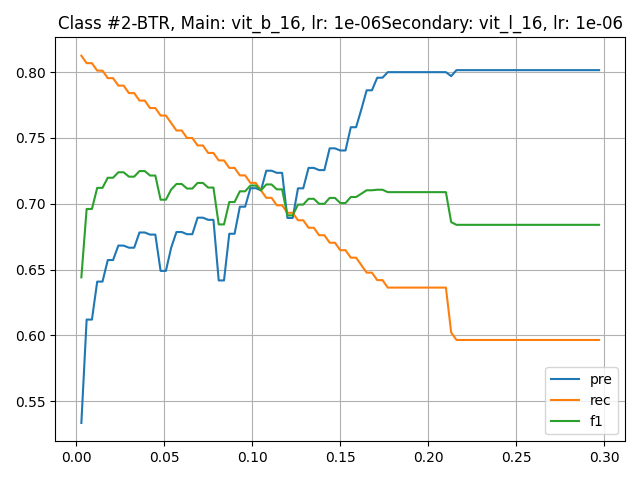 Class #2-BTR, Main: vit_b_16, lr: 1e-06Secondary: vit_l_16, lr: 1e-06
0.80
0.75
0.70
0.65
0.60
0.55
0.00 0.05 0.10 0.15 0.20 0.25 0.30
pre
rec
f1